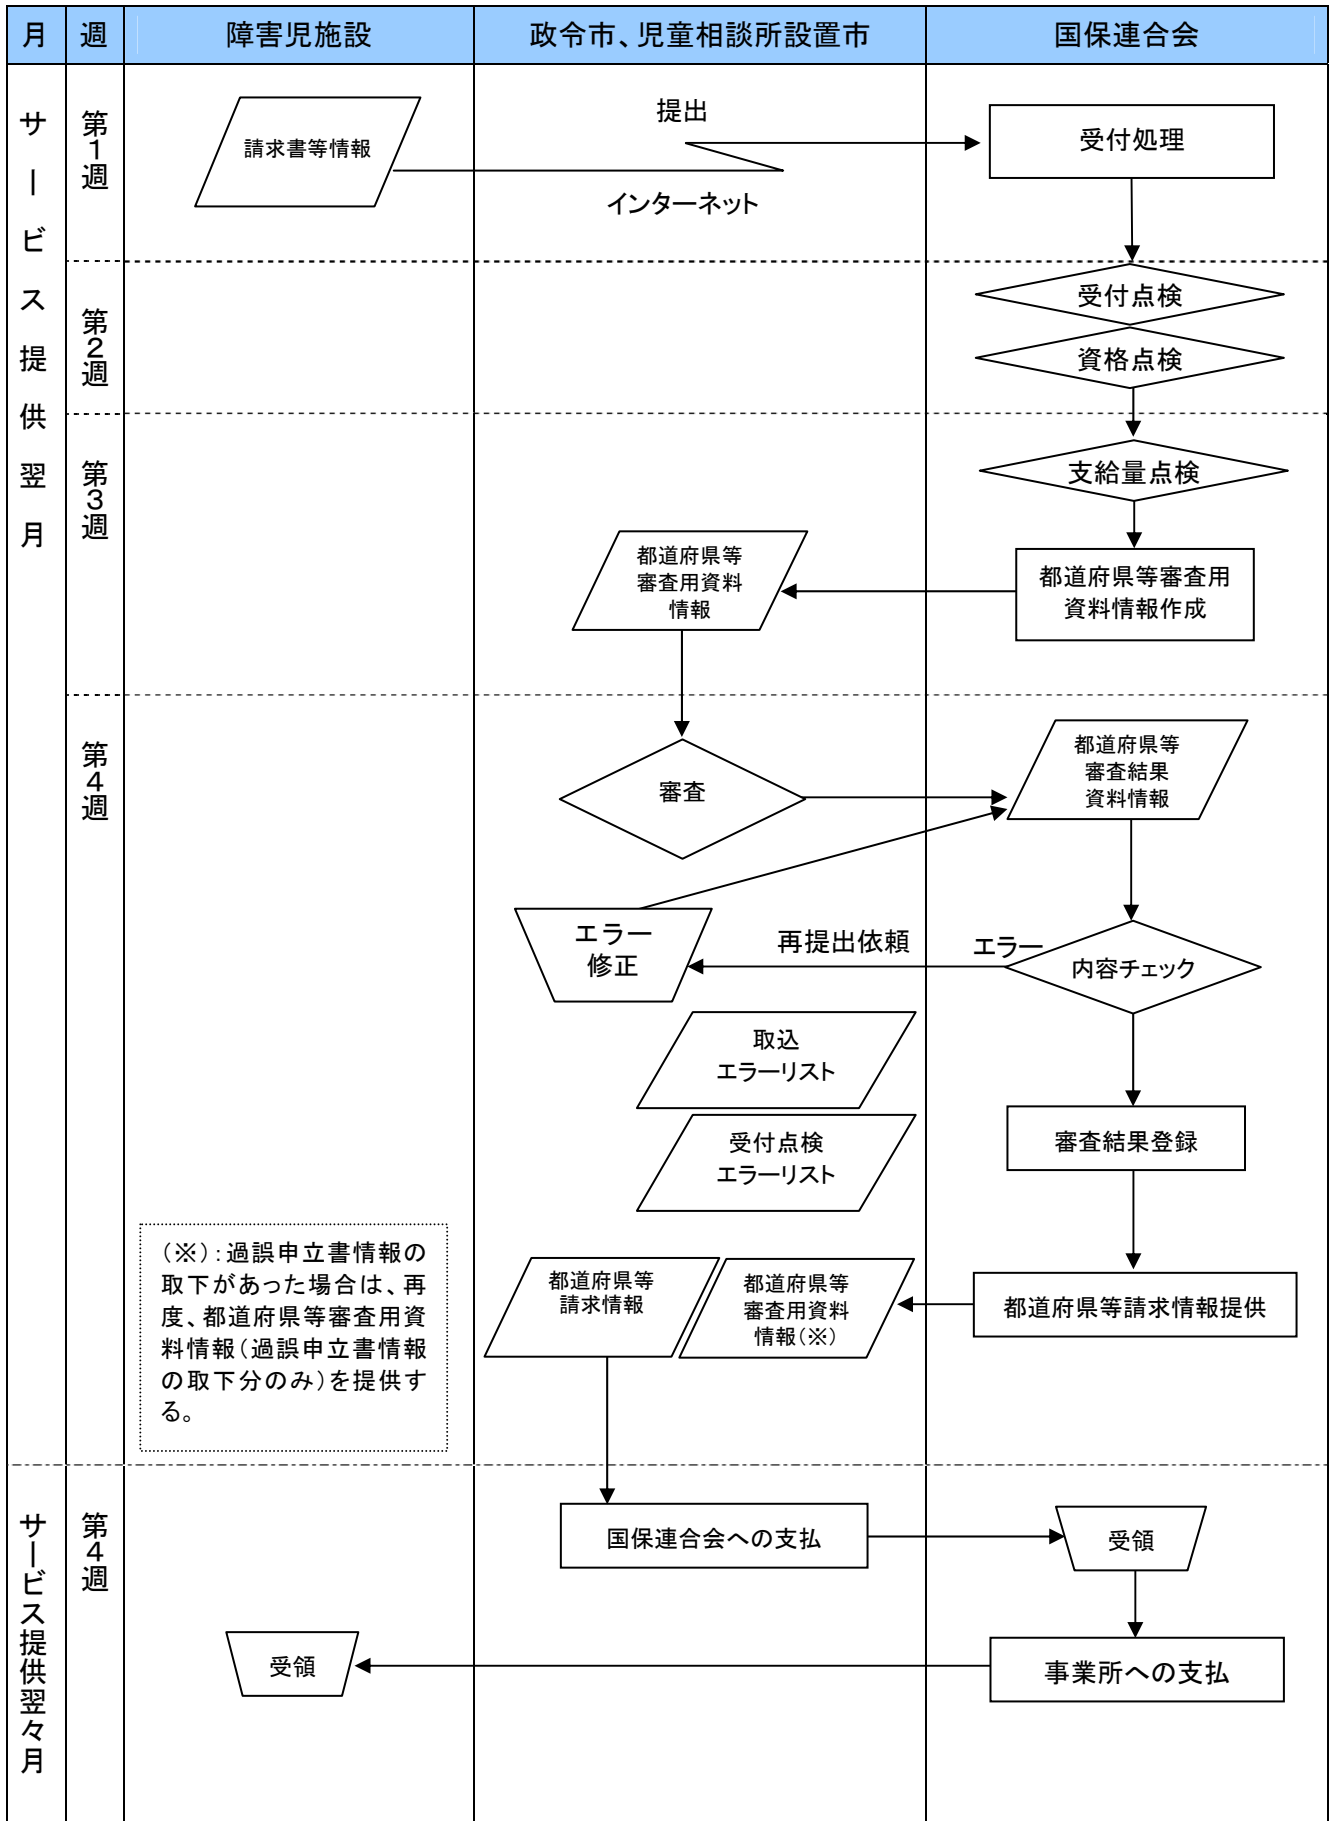 月
週
障害児施設
政令市、児童相談所設置市
国保連合会
サービス提供翌月
第1週
請求書等情報
提出
インターネット
受付処理
第2週
受付点検
資格点検
第3週
支給量点検
都道府県等
審査用資料
情報
都道府県等審査用
資料情報作成
第4週
審査
都道府県等
審査結果
資料情報
エラー
修正
再提出依頼
エラー
内容チェック
取込
エラーリスト
受付点検
エラーリスト
審査結果登録
(※):過誤申立書情報の
取下があった場合は、再
度、都道府県等審査用資
料情報(過誤申立書情報
の取下分のみ)を提供す
る。
都道府県等
請求情報
都道府県等
審査用資料
情報(※)
都道府県等請求情報提供
サービス提供翌々月
第4週
国保連合会への支払
受領
受領
事業所への支払